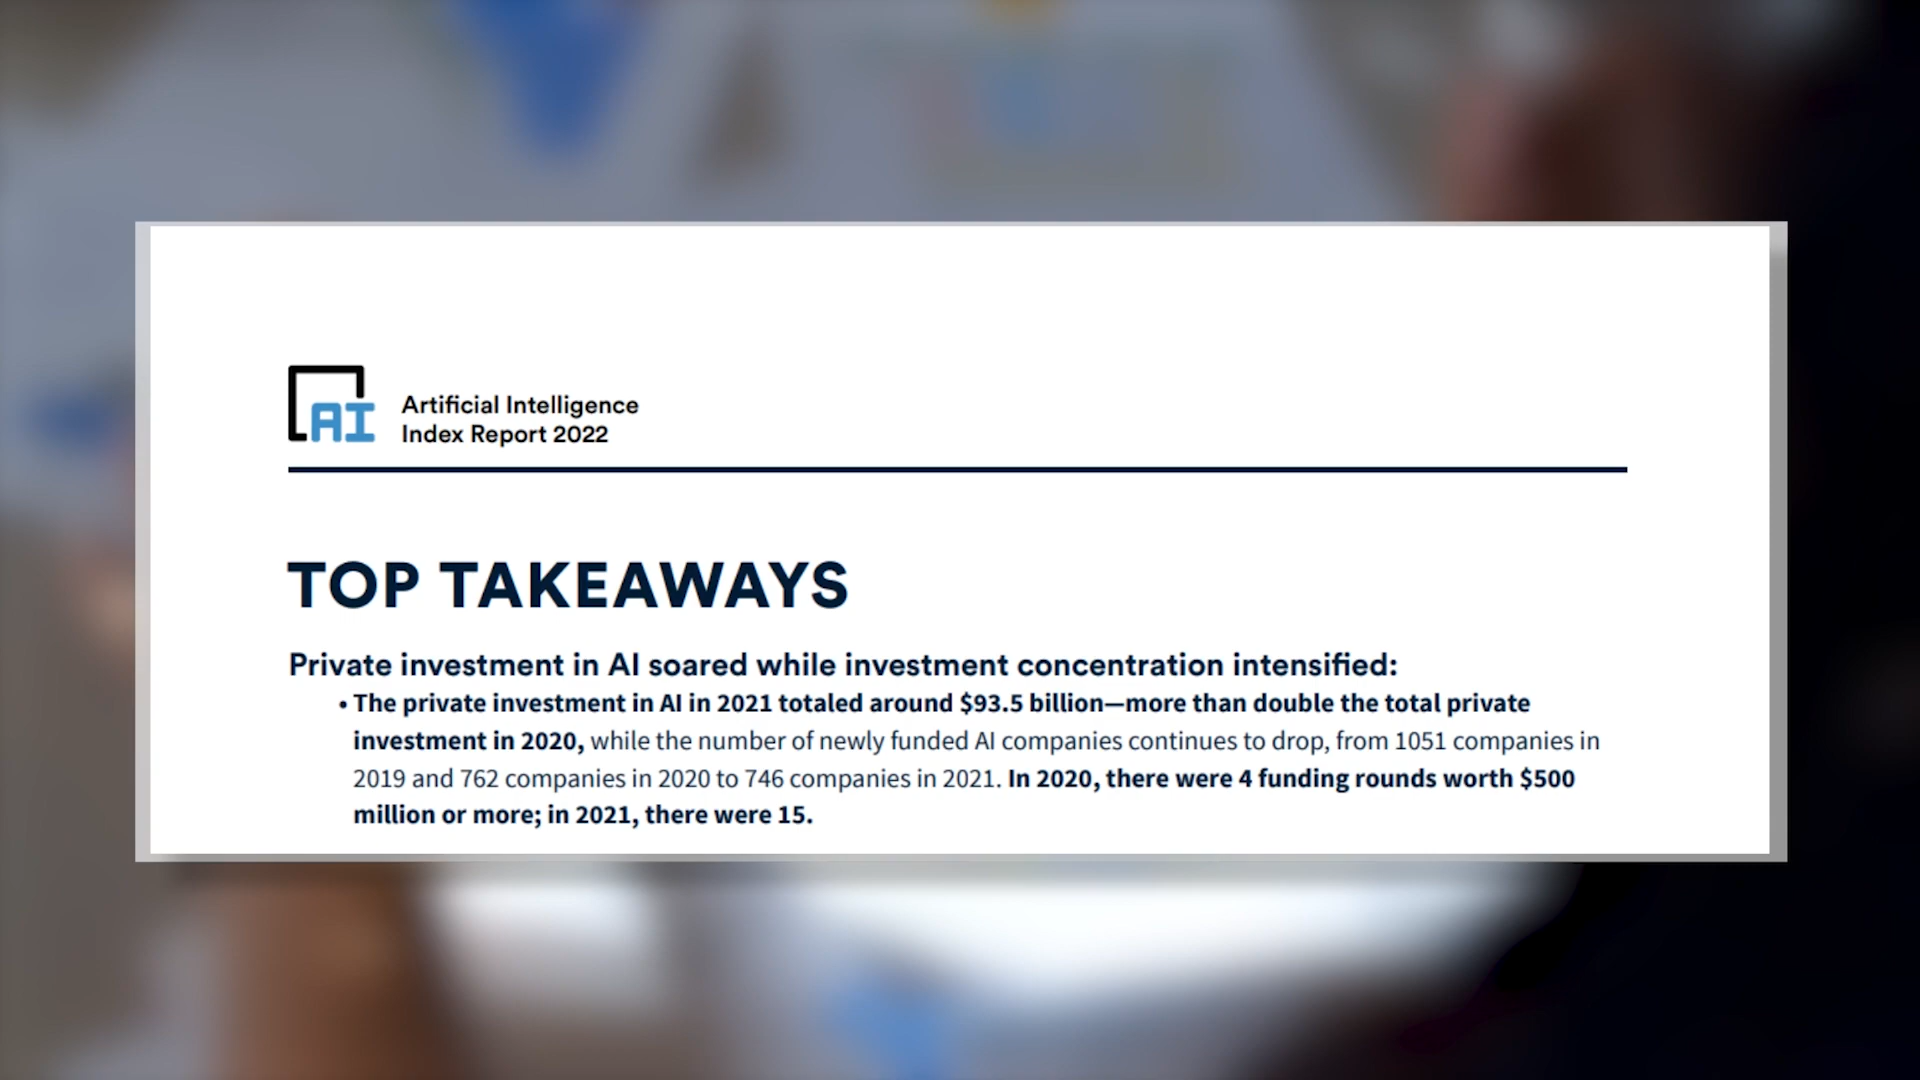 AI
Artificial Intelligence
Index Report 2022
TOP TAKEAWAYS
Private investment in AI soared while investment concentration intensified:
• The private investment in AI in 2021 totaled around $93.5 billion—more than double the total private
investment in 2020, while the number of newly funded AI companies continues to drop, from 1051 companies in
2019 and 762 companies in 2020 to 746 companies in 2021. In 2020, there were 4 funding rounds worth $500
million or more; in 2021, there were 15.